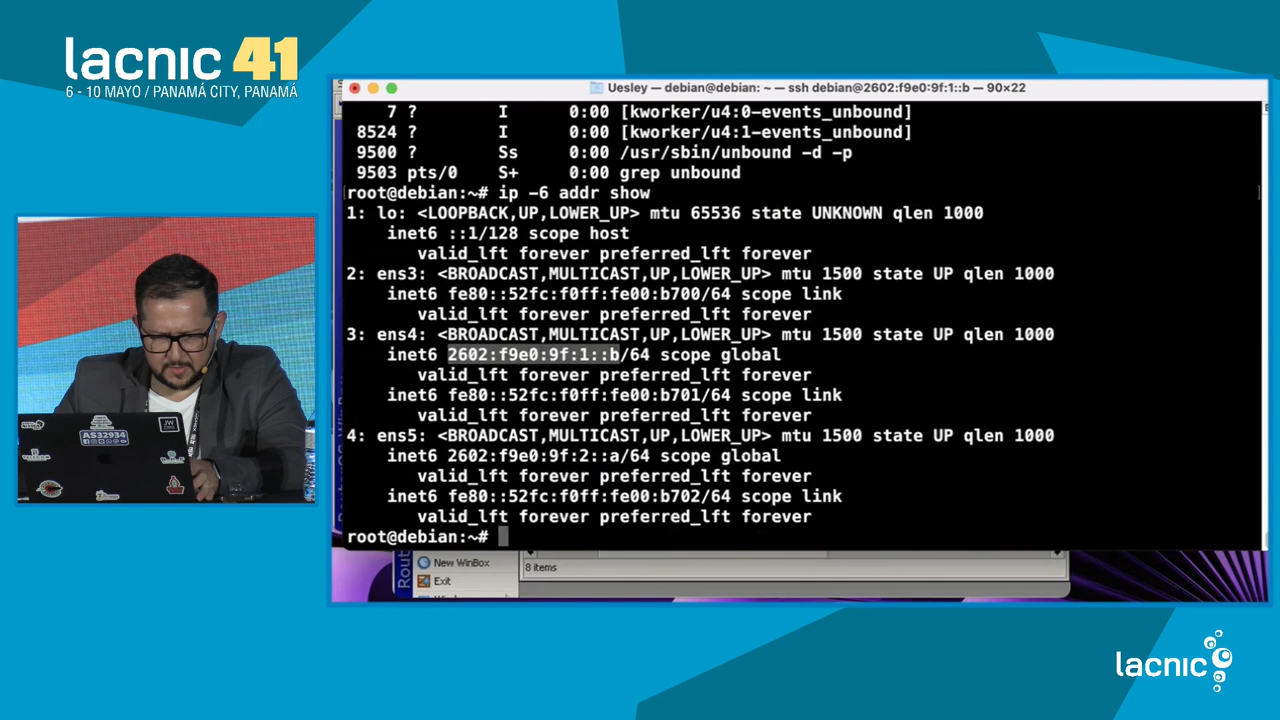 lacnic 41
6 - 10 MAYO / PANAMÁ CITY, PANAMÁ
Uesley — debian@debian: ~ — ssh debian@2602:f9e0:9f:1::b — 90×22
7 ? I 0:00 [kworker/u4:0-events_unbound]
8524 ? I 0:00 [kworker/u4:1-events_unbound]
9500 ? Ss 0:00 /usr/sbin/unbound -d -p
9503 pts/0 S+ 0:00 grep unbound
root@debian:~# ip -6 addr show
1: lo: <LOOPBACK,UP,LOWER_UP> mtu 65536 state UNKNOWN qlen 1000
inet6 ::1/128 scope host
valid_lft forever preferred_lft forever
2: ens3: <BROADCAST,MULTICAST,UP,LOWER_UP> mtu 1500 state UP qlen 1000
inet6 fe80::52fc:f0ff:fe00:b700/64 scope link
valid_lft forever preferred_lft forever
3: ens4: <BROADCAST,MULTICAST,UP,LOWER_UP> mtu 1500 state UP qlen 1000
inet6 2602:f9e0:9f:1::b/64 scope global
valid_lft forever preferred_lft forever
inet6 fe80::52fc:f0ff:fe00:b701/64 scope link
valid_lft forever preferred_lft forever
4: ens5: <BROADCAST,MULTICAST,UP,LOWER_UP> mtu 1500 state UP qlen 1000
inet6 2602:f9e0:9f:2::a/64 scope global
valid_lft forever preferred_lft forever
inet6 fe80::52fc:f0ff:fe00:b702/64 scope link
valid_lft forever preferred_lft forever
root@debian:~#
New WinBox
Exit
8 items
Rout
AS32934
JW
lacnic